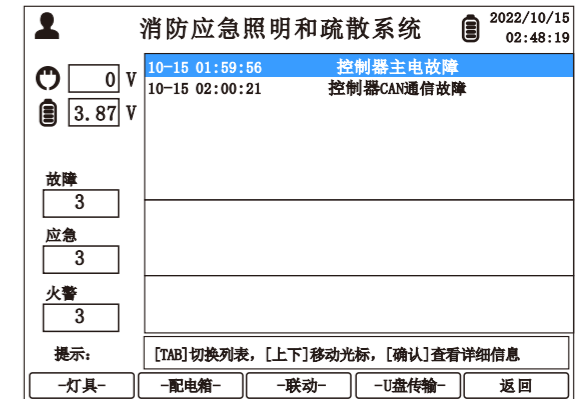 消防应急照明和疏散系统
2022/10/15
02:48:19
0 V
3.87 V
10-15 01:59:56 控制器主电故障
10-15 02:00:21 控制器CAN通信故障
故障
3
应急
3
火警
3
提示: [TAB]切换列表, [上下]移动光标, [确认]查看详细信息
-灯具- -配电箱- -联动- -U盘传输- 返回